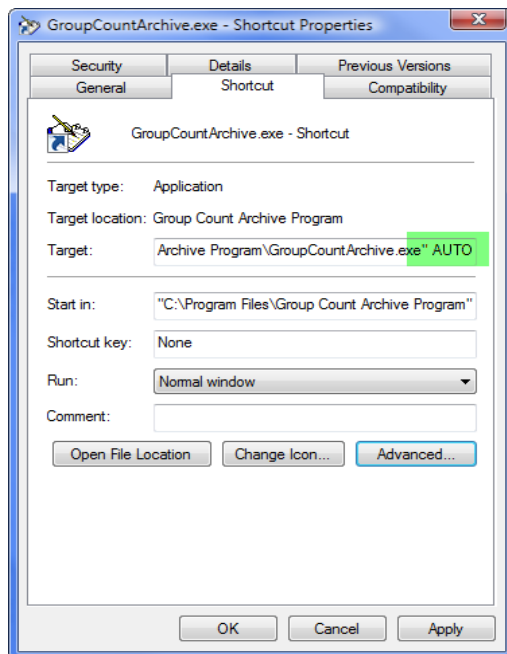 GroupCountArchive.exe - Shortcut Properties
Security Details Previous Versions
General Shortcut Compatibility
GroupCountArchive.exe - Shortcut
Target type: Application
Target location: Group Count Archive Program
Target: Archive Program\GroupCountArchive.exe" AUTO
Start in: "C:\Program Files\Group Count Archive Program"
Shortcut key: None
Run: Normal window
Comment:
Open File Location Change Icon... Advanced...
OK Cancel Apply